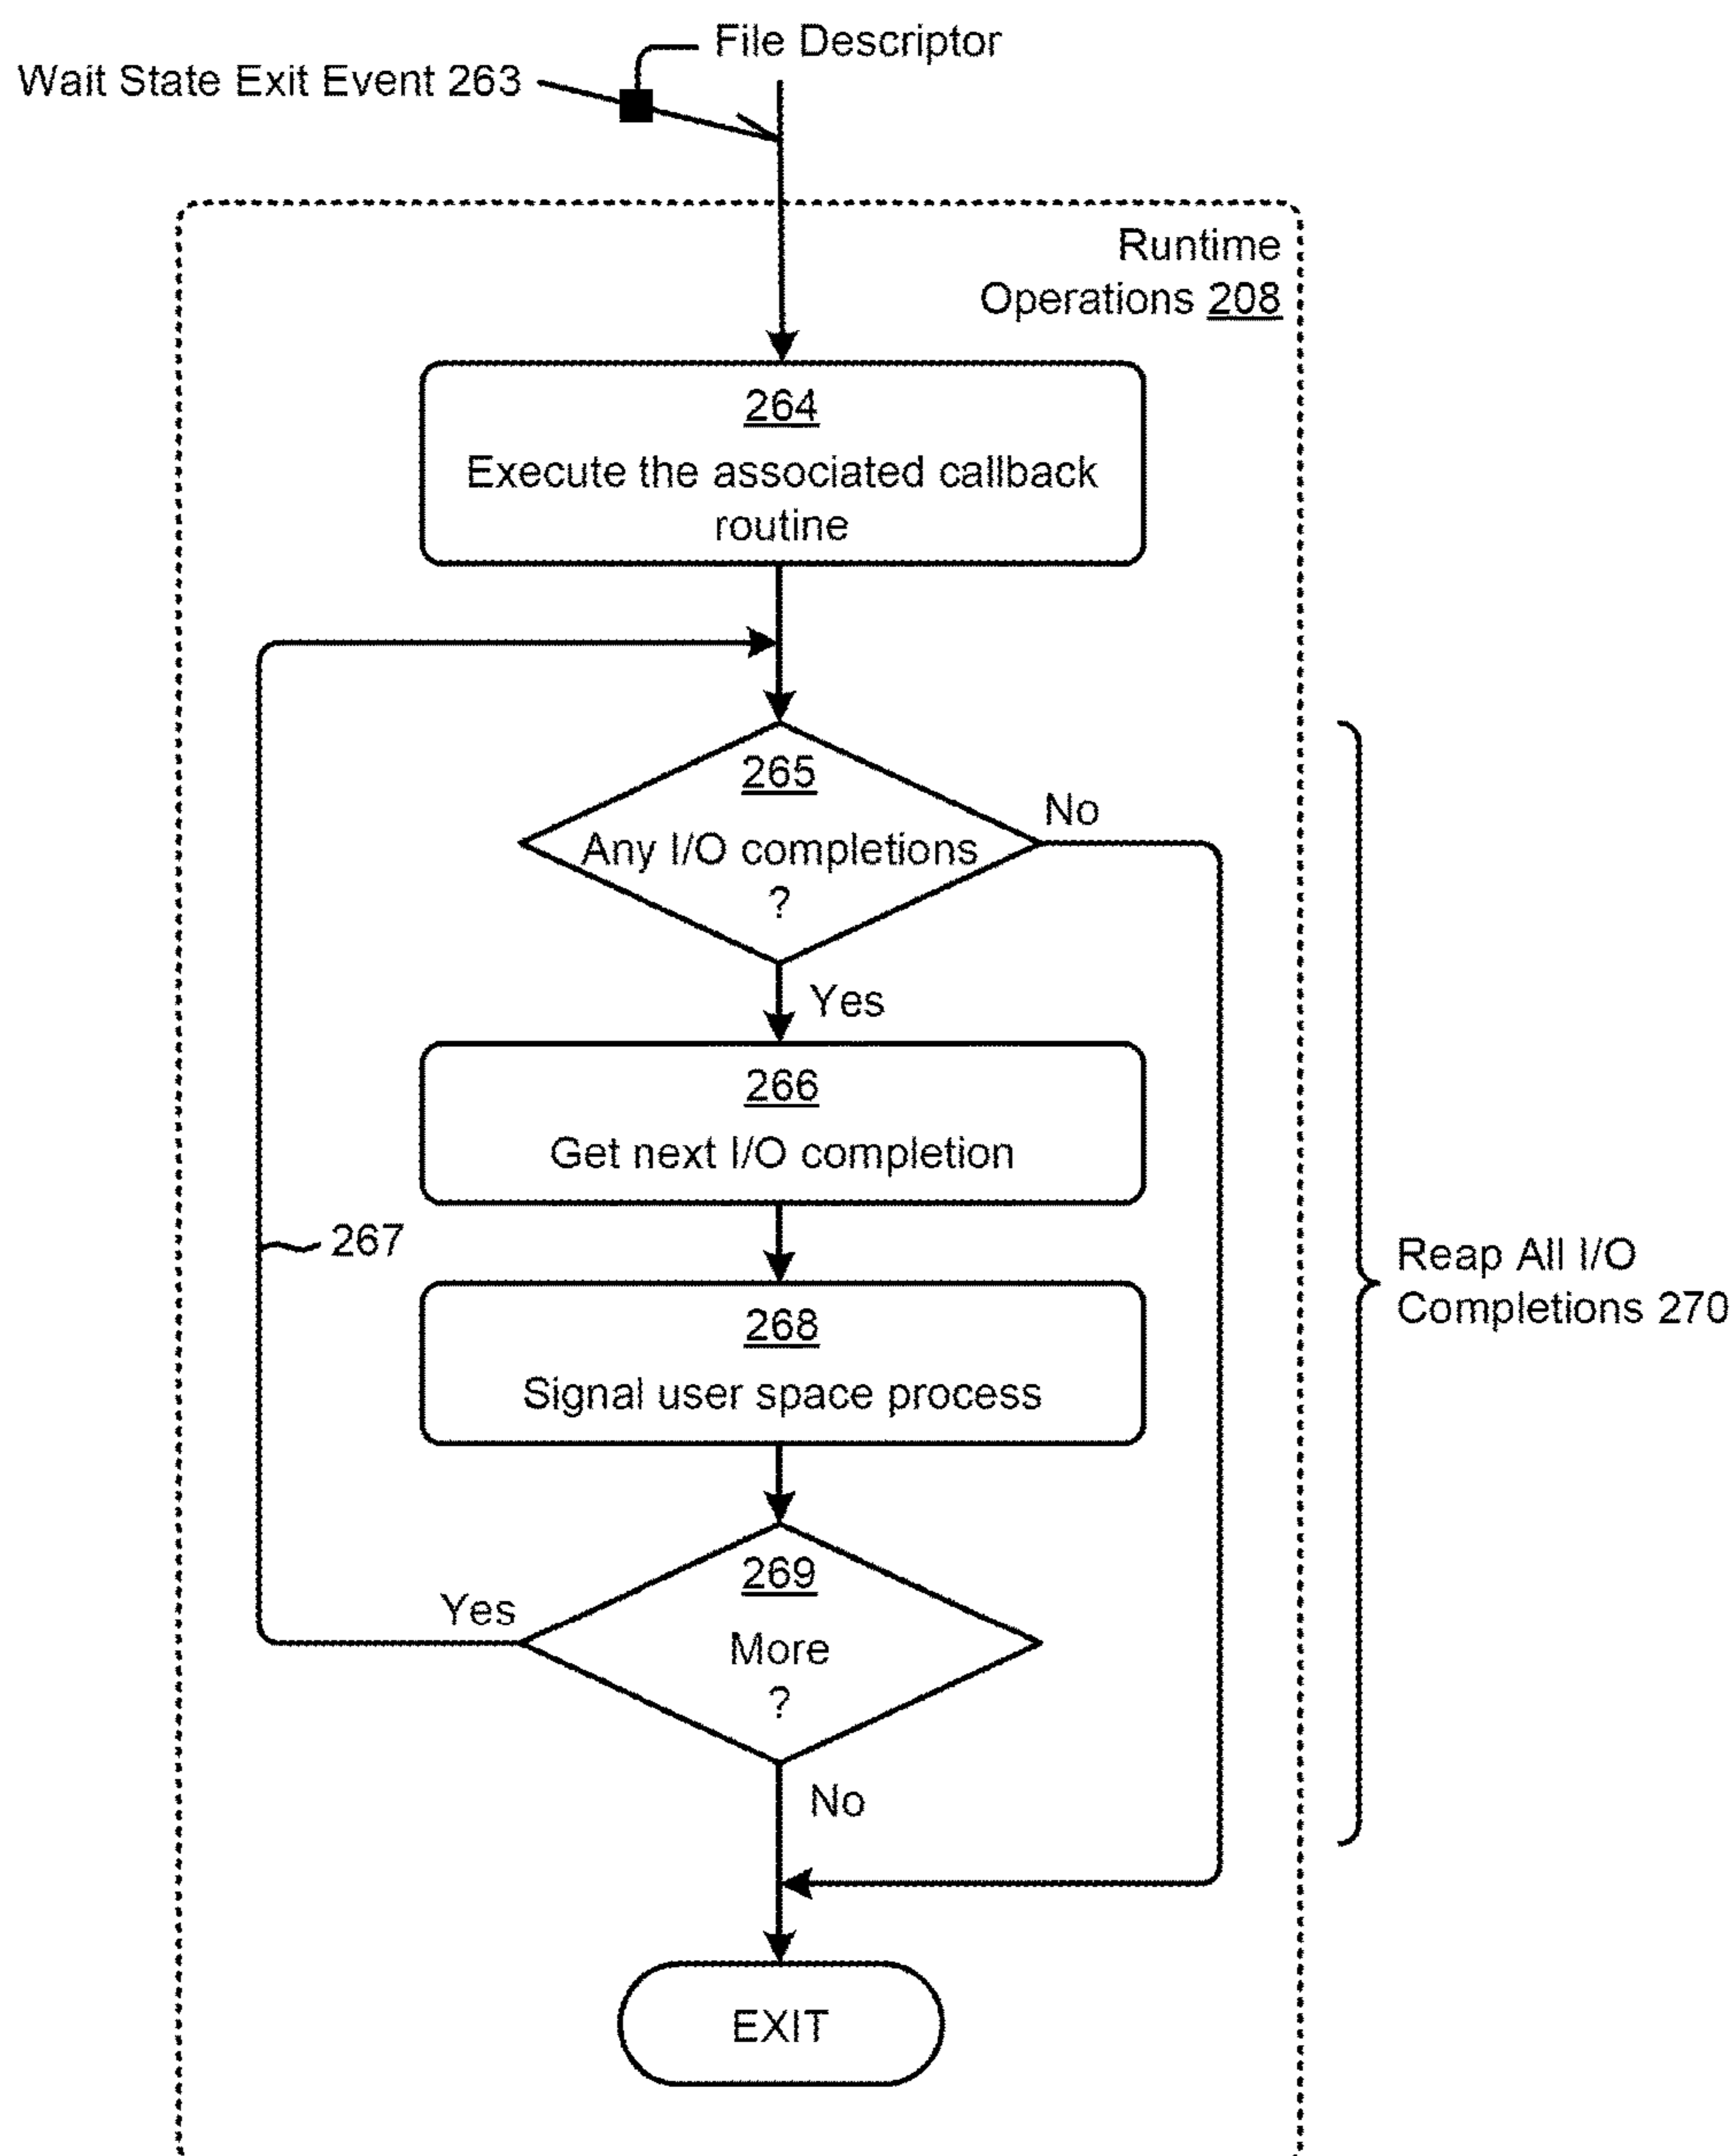 File Descriptor
Wait State Exit Event 263
Runtime
Operations 208
264
Execute the associated callback
routine
265
No
Any I/O completions
?
Yes
266
Get next I/O completion
267
Reap All I/O
Completions 270
268
Signal user space process
269
Yes
More
?
No
EXIT